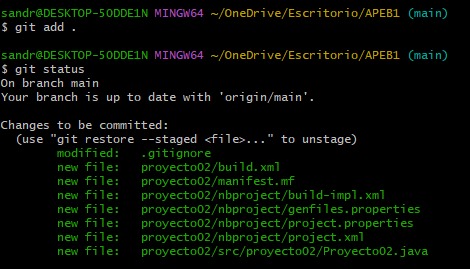 sandr@DESKTOP-5ODDE1N MINGW64 ~/OneDrive/Escritorio/APEB1 (main)
$ git add .
sandr@DESKTOP-5ODDE1N MINGW64 ~/OneDrive/Escritorio/APEB1 (main)
$ git status
On branch main
Your branch is up to date with 'origin/main'.
Changes to be committed:
  (use "git restore --staged <file>..." to unstage)
        modified:   .gitignore
        new file:   proyecto02/build.xml
        new file:   proyecto02/manifest.mf
        new file:   proyecto02/nbproject/build-impl.xml
        new file:   proyecto02/nbproject/genfiles.properties
        new file:   proyecto02/nbproject/project.properties
        new file:   proyecto02/nbproject/project.xml
        new file:   proyecto02/src/proyecto02/Proyecto02.java